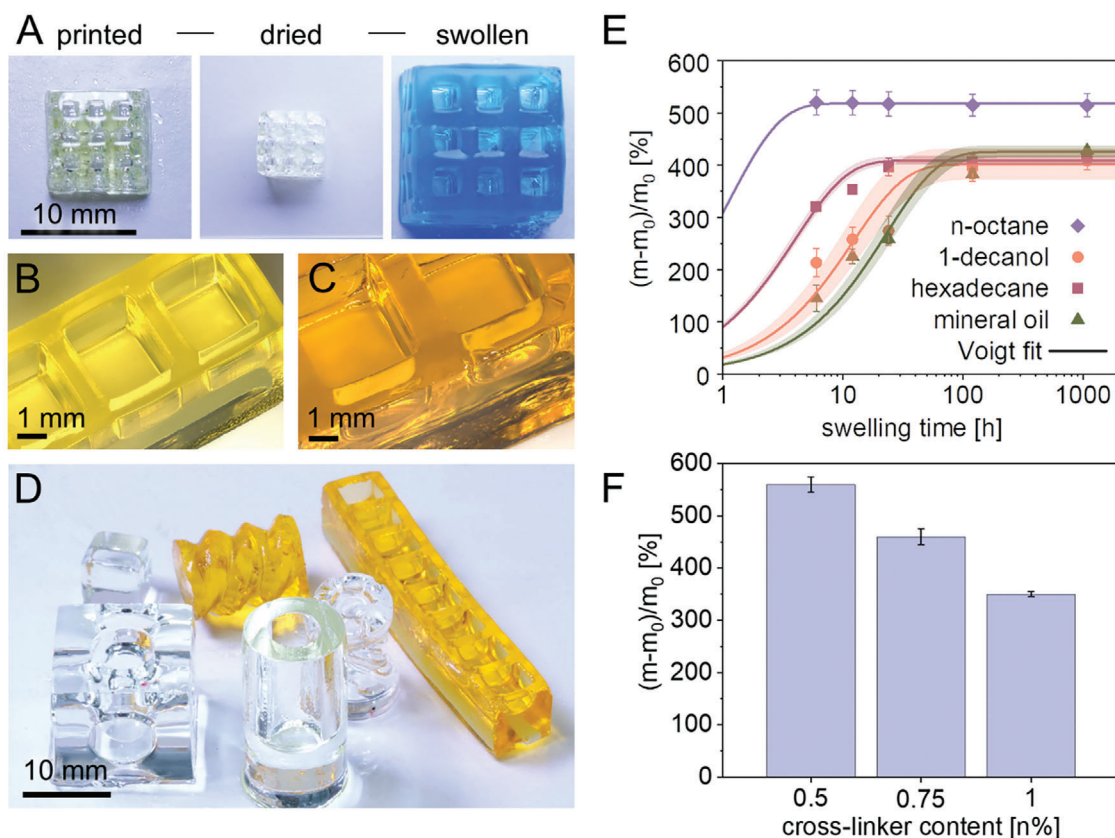 A
printed — dried — swollen
10 mm
B
1 mm
C
1 mm
D
10 mm
E
600
500
400
300
200
100
0
(m-m₀)/m₀ [%]
n-octane
1-decanol
hexadecane
mineral oil
Voigt fit
1 10 100 1000
swelling time [h]
F
600
500
400
300
200
100
0
(m-m₀)/m₀ [%]
0.5 0.75 1
cross-linker content [n%]